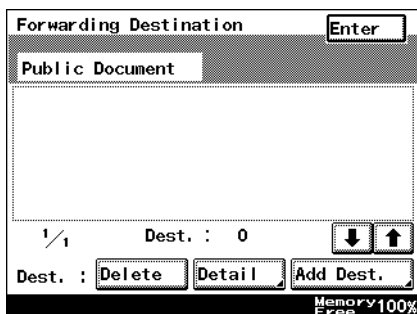 Forwarding Destination Enter
Public Document
1/1 Dest. : 0
Dest. : Delete Detail Add Dest.
Memory Free 100%